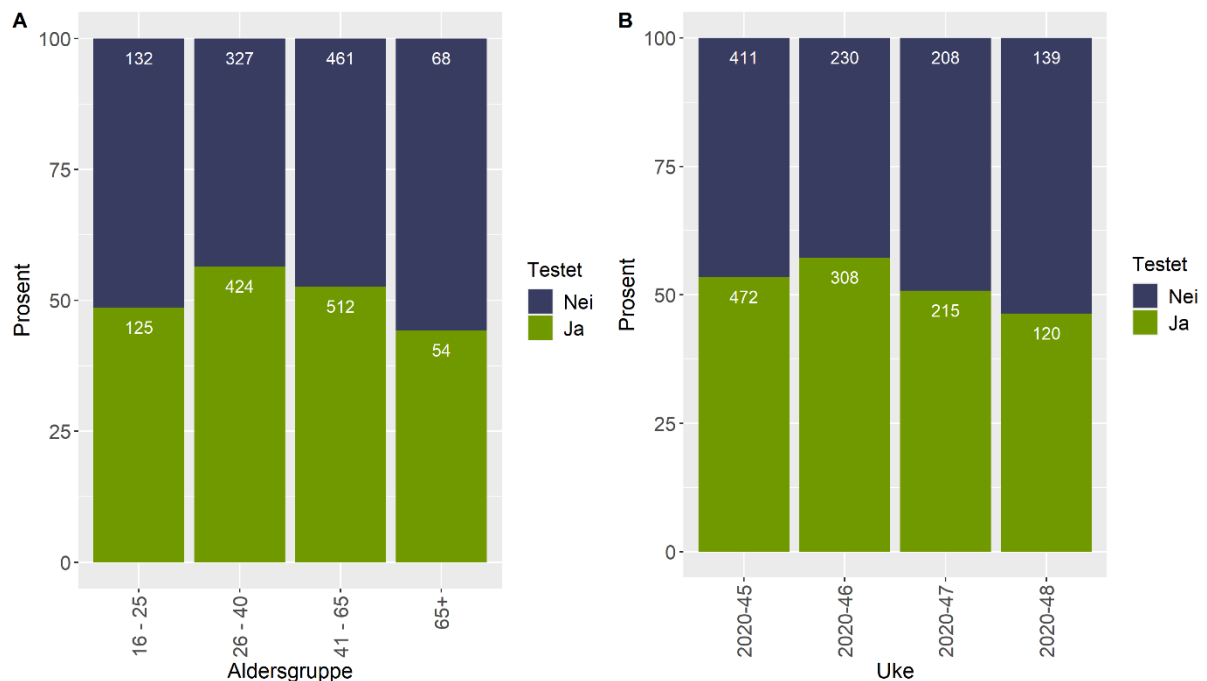 A
100
75
50
25
0
Prosent
132 327 461 68
125 424 512 54
16 - 25
26 - 40
41 - 65
65+
Aldersgruppe
Testet
Nei
Ja
B
100
75
50
25
0
Prosent
411 230 208 139
472 308 215 120
2020-45
2020-46
2020-47
2020-48
Uke
Testet
Nei
Ja